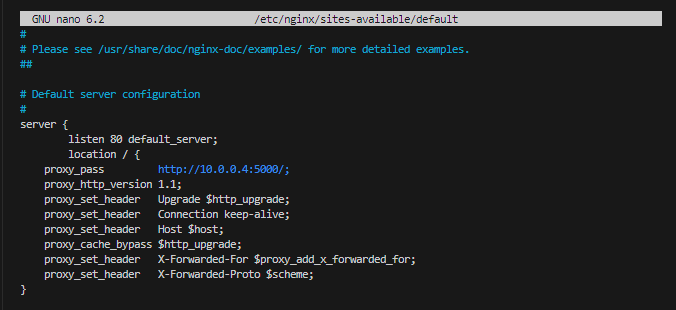 GNU nano 6.2 /etc/nginx/sites-available/default
#
# Please see /usr/share/doc/nginx-doc/examples/ for more detailed examples.
##
# Default server configuration
#
server {
listen 80 default_server;
location / {
proxy_pass http://10.0.0.4:5000/;
proxy_http_version 1.1;
proxy_set_header Upgrade $http_upgrade;
proxy_set_header Connection keep-alive;
proxy_set_header Host $host;
proxy_cache_bypass $http_upgrade;
proxy_set_header X-Forwarded-For $proxy_add_x_forwarded_for;
proxy_set_header X-Forwarded-Proto $scheme;
}